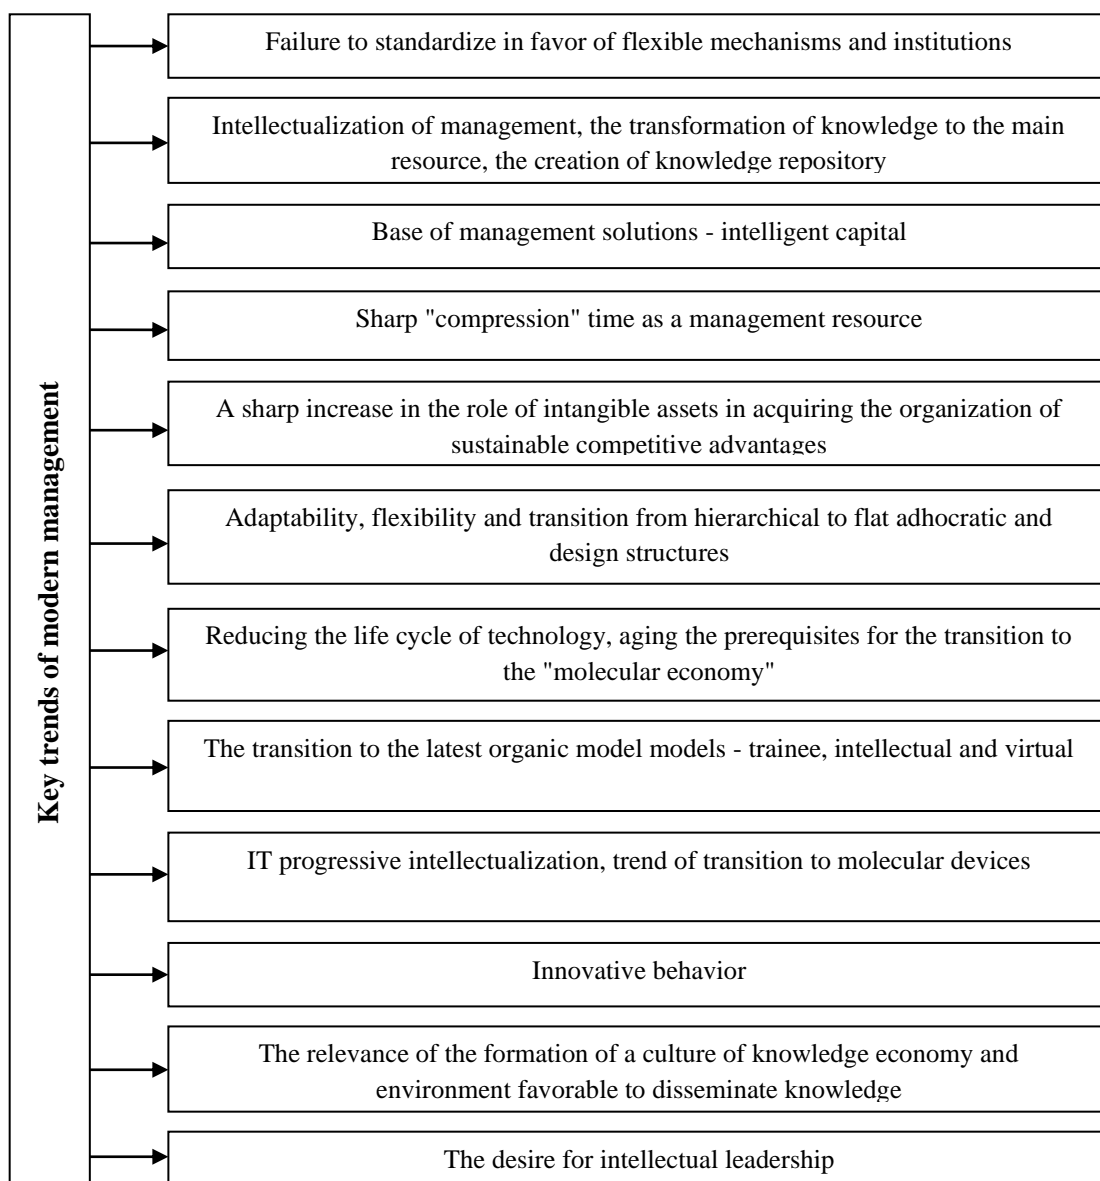 Key trends of modern management
Failure to standardize in favor of flexible mechanisms and institutions
Intellectualization of management, the transformation of knowledge to the main
resource, the creation of knowledge repository
Base of management solutions - intelligent capital
Sharp "compression" time as a management resource
A sharp increase in the role of intangible assets in acquiring the organization of
sustainable competitive advantages
Adaptability, flexibility and transition from hierarchical to flat adhocratic and
design structures
Reducing the life cycle of technology, aging the prerequisites for the transition to
the "molecular economy"
The transition to the latest organic model models - trainee, intellectual and virtual
IT progressive intellectualization, trend of transition to molecular devices
Innovative behavior
The relevance of the formation of a culture of knowledge economy and
environment favorable to disseminate knowledge
The desire for intellectual leadership